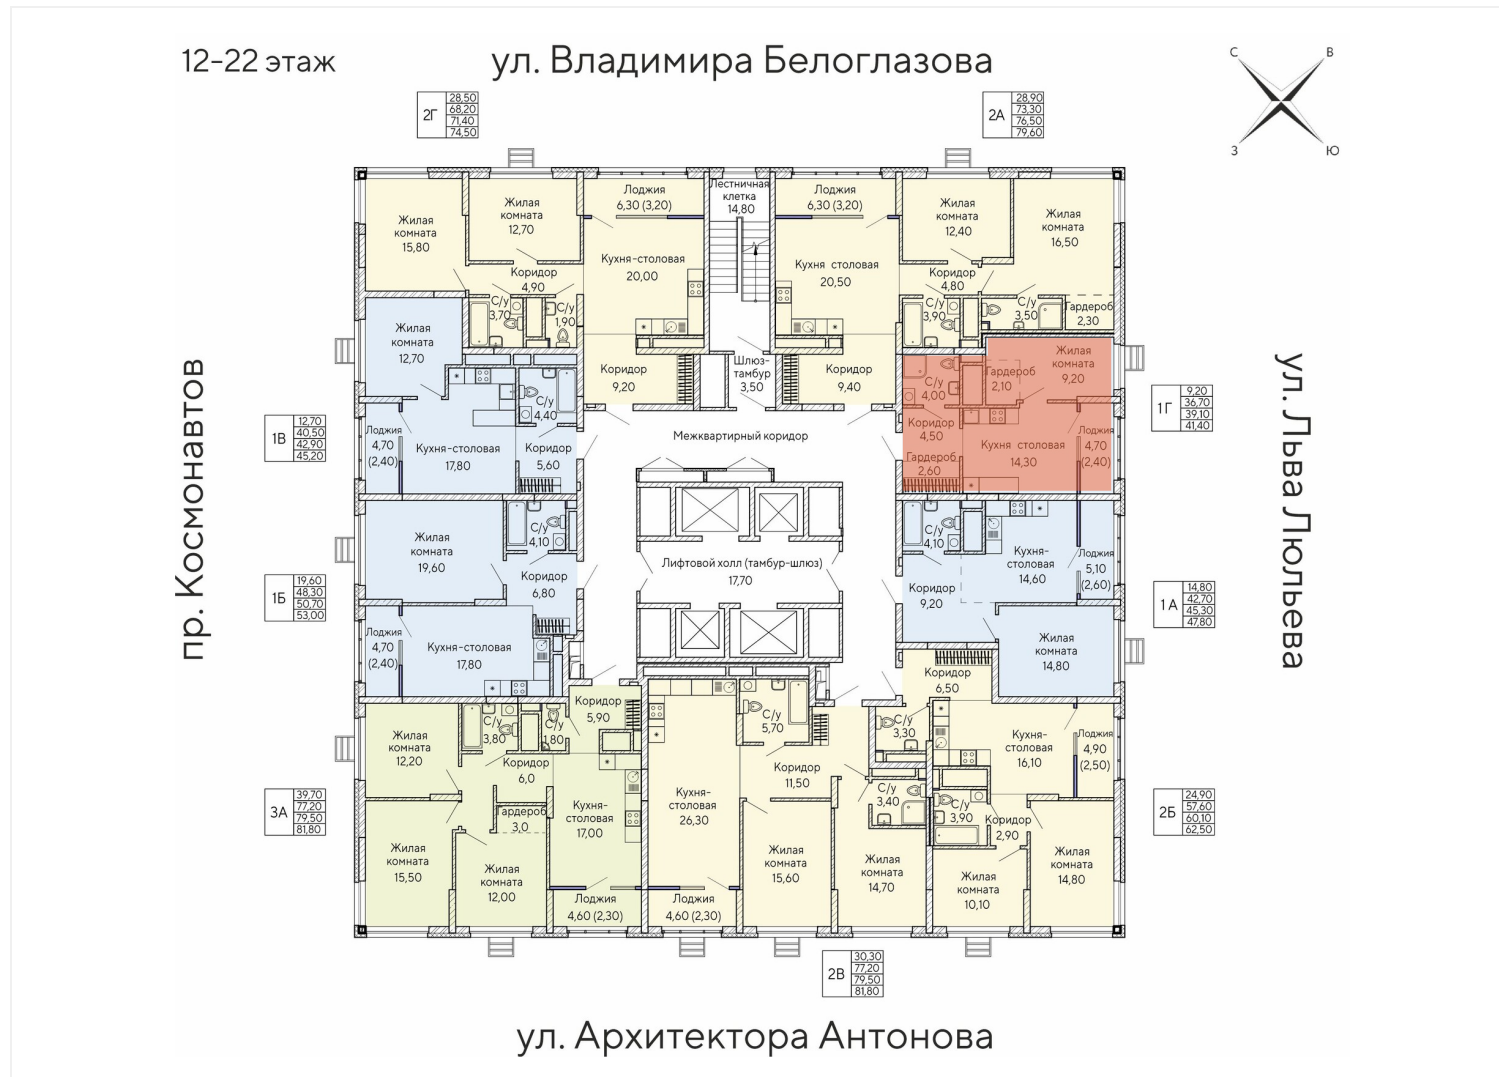 12-22 этаж
ул. Владимира Белоглазова
С
В
З
Ю
2Г
28,50
68,20
71,40
74,50
2А
28,90
73,30
76,50
79,60
Жилая
комната
15,80
Жилая
комната
12,70
Лоджия
6,30 (3,20)
Лестничная
клетка
14,80
Лоджия
6,30 (3,20)
Жилая
комната
12,40
Жилая
комната
16,50
Кухня-столовая
20,00
Кухня столовая
20,50
Коридор
4,90
Коридор
4,80
С/у
3,70
С/у
1,90
С/у
3,90
С/у
3,50
Гардероб
2,30
Жилая
комната
12,70
Коридор
9,20
Шлюз-
тамбур
3,50
Коридор
9,40
С/у
4,00
Гардероб
2,10
Жилая
комната
9,20
пр. Космонавтов
ул. Льва Люльева
1В
12,70
40,50
42,90
45,20
1Г
9,20
36,70
39,10
41,40
С/у
4,40
Лоджия
4,70
(2,40)
Кухня-столовая
17,80
Коридор
5,60
Межквартирный коридор
Коридор
4,50
Гардероб
2,60
Кухня столовая
14,30
Лоджия
4,70
(2,40)
Жилая
комната
19,60
С/у
4,10
Коридор
6,80
Лифтовой холл (тамбур-шлюз)
17,70
С/у
4,10
Кухня-
столовая
14,60
Лоджия
5,10
(2,60)
Коридор
9,20
1Б
19,60
48,30
50,70
53,00
1А
14,80
42,70
45,30
47,80
Лоджия
4,70
(2,40)
Кухня-столовая
17,80
Жилая
комната
14,80
Коридор
6,50
Коридор
5,90
Жилая
комната
12,20
С/у
3,80
С/у
1,80
С/у
5,70
С/у
3,30
Кухня-
столовая
16,10
Лоджия
4,90
(2,50)
Коридор
6,0
Коридор
11,50
Кухня-
столовая
26,30
С/у
3,40
3А
39,70
77,20
79,50
81,80
2Б
24,90
57,60
60,10
62,50
Гардероб
3,0
Кухня-
столовая
17,00
С/у
3,90
Коридор
2,90
Жилая
комната
15,50
Жилая
комната
12,00
Жилая
комната
15,60
Жилая
комната
14,70
Жилая
комната
10,10
Жилая
комната
14,80
Лоджия
4,60 (2,30)
Лоджия
4,60 (2,30)
2В
30,30
77,20
79,50
81,80
ул. Архитектора Антонова